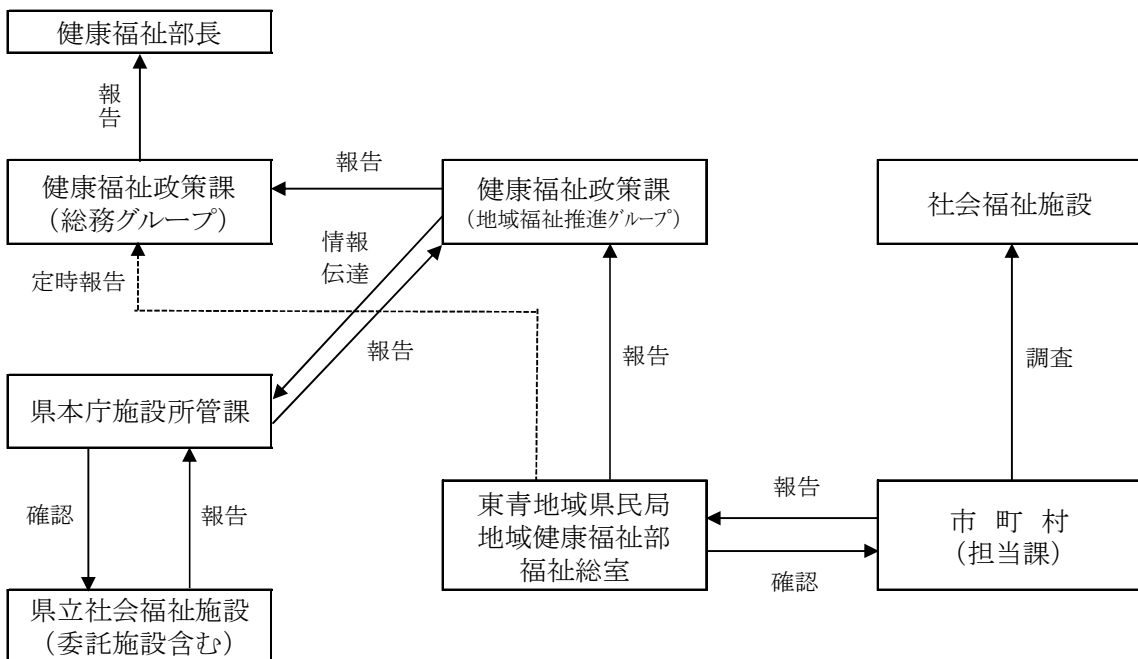 健康福祉部長
報告
健康福祉政策課
（総務グループ）
報告
健康福祉政策課
（地域福祉推進ｸﾞﾙｰﾌﾟ）
社会福祉施設
定時報告
情報
伝達
報告
報告
調査
県本庁施設所管課
確認
報告
東青地域県民局
地域健康福祉部
福祉総室
報告
確認
市 町 村
（担当課）
県立社会福祉施設
（委託施設含む）